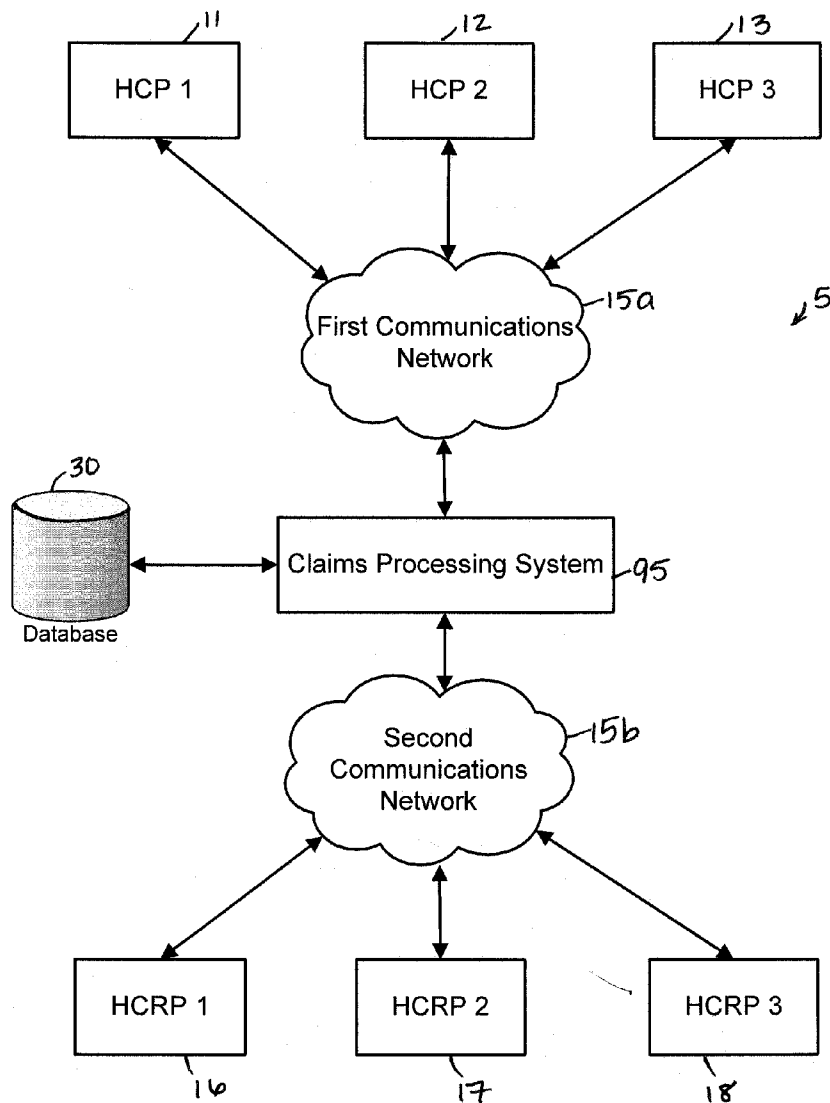 11
12
13
HCP 1
HCP 2
HCP 3
15a
5
First Communications
Network
30
Claims Processing System
95
Database
15b
Second
Communications
Network
HCRP 1
HCRP 2
HCRP 3
16
17
18